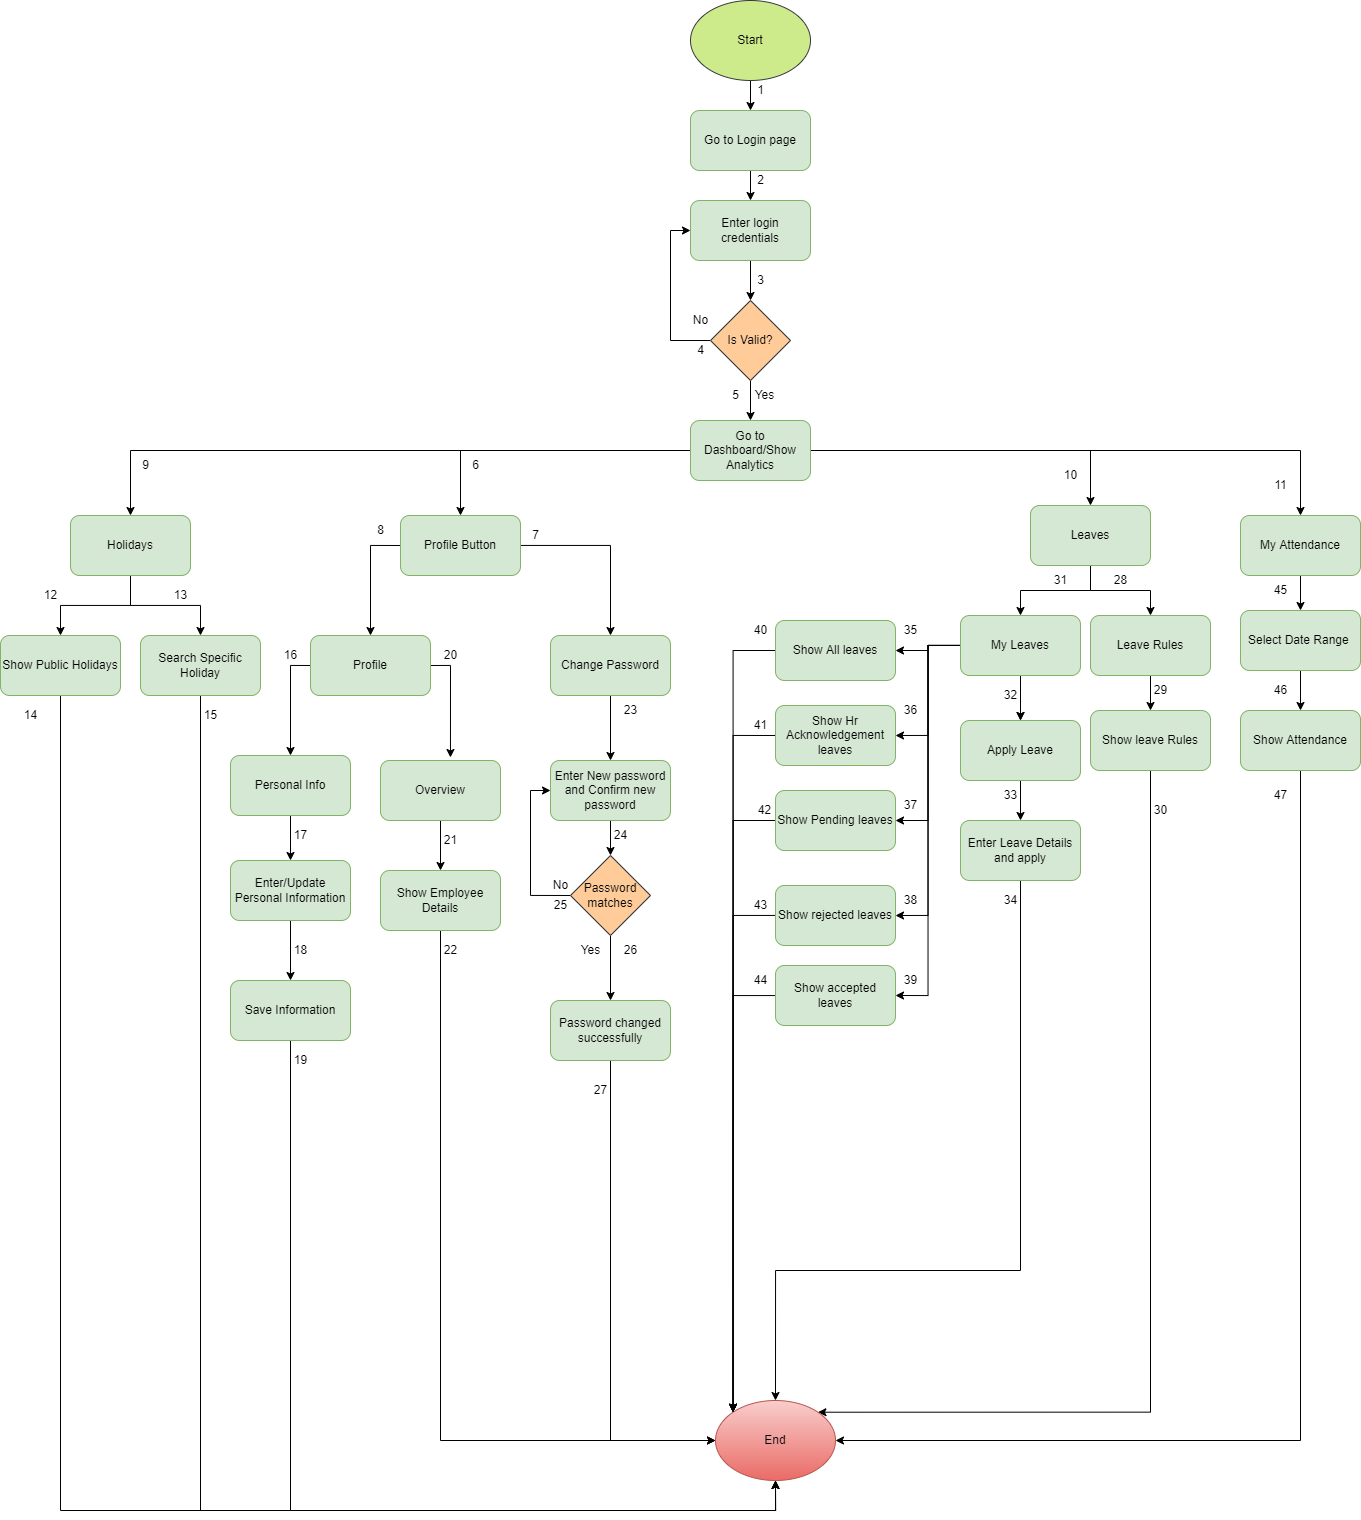 Start
1
Go to Login page
2
Enter login
credentials
3
No
Is Valid?
4
5
Yes
Go to
Dashboard/Show
Analytics
9
6
10
11
Holidays
8
Profile Button
7
Leaves
My Attendance
12
13
31
28
45
Show Public Holidays
Search Specific
Holiday
16
Profile
20
Change Password
40
Show All leaves
35
My Leaves
Leave Rules
Select Date Range
14
15
23
41
Show Hr
Acknowledgement
leaves
36
32
29
46
Apply Leave
Show leave Rules
Show Attendance
Personal Info
Overview
Enter New password
and Confirm new
password
42
Show Pending leaves
37
33
30
47
17
21
24
Enter Leave Details
and apply
Enter/Update
Personal Information
Show Employee
Details
No
25
Password
matches
43
Show rejected leaves
38
34
18
22
Yes
26
44
Show accepted
leaves
39
Save Information
Password changed
successfully
19
27
End